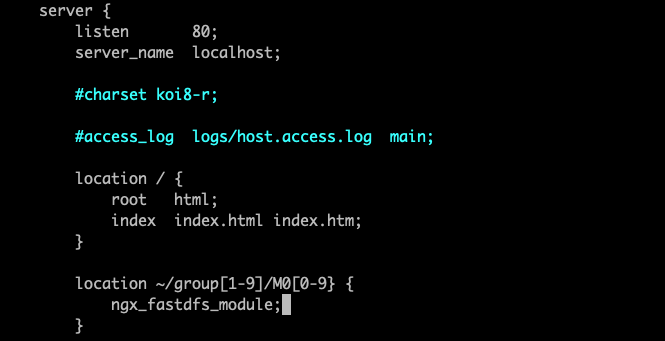 server {
listen 80;
server_name localhost;
#charset koi8-r;
#access_log logs/host.access.log main;
location / {
root html;
index index.html index.htm;
}
location ~/group[1-9]/M0[0-9} {
ngx_fastdfs_module;
}